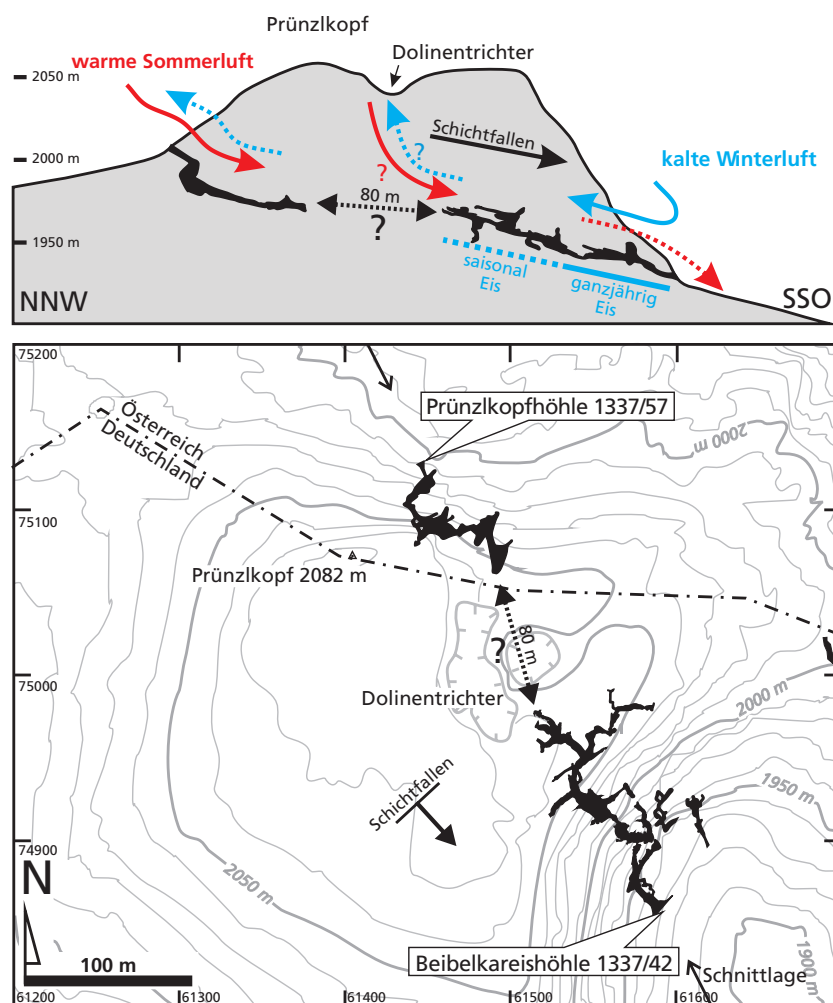 Prünzlkopf
Dolinentrichter
warme Sommerluft
2050 m
Schichtfallen
2000 m
?
?
kalte Winterluft
80 m
?
1950 m
saisonal
Eis
ganzjährig
Eis
NNW
SSO
75200
Prünzlkopfhöhle 1337/57
2000 m
Österreich
Deutschland
75100
Prünzlkopf 2082 m
80 m
?
75000
Dolinentrichter
2000 m
Schichtfallen
1950 m
74900
2050 m
N
Beibelkareishöhle 1337/42
Schnittlage
1900 m
100 m
61200
61300
61400
61500
61600